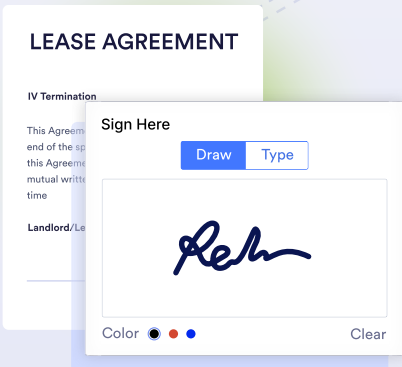 LEASE AGREEMENT
IV Termination
This Agreem
end of the sp
this Agreeme
mutual writte
time
Landlord/Le
Sign Here
Draw Type
Color
Clear